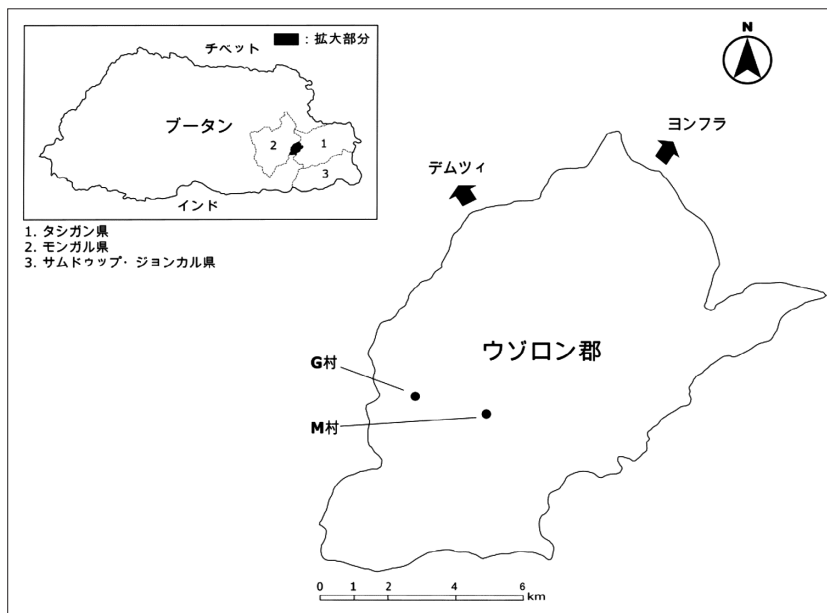 ：拡大部分
チベット
ブータン
1
2
3
インド
1. タシガン県
2. モンガル県
3. サムドゥップ・ジョンカル県
N
ヨンフラ
デムツィ
ウゾロン郡
G村
M村
0 1 2 4 6 km